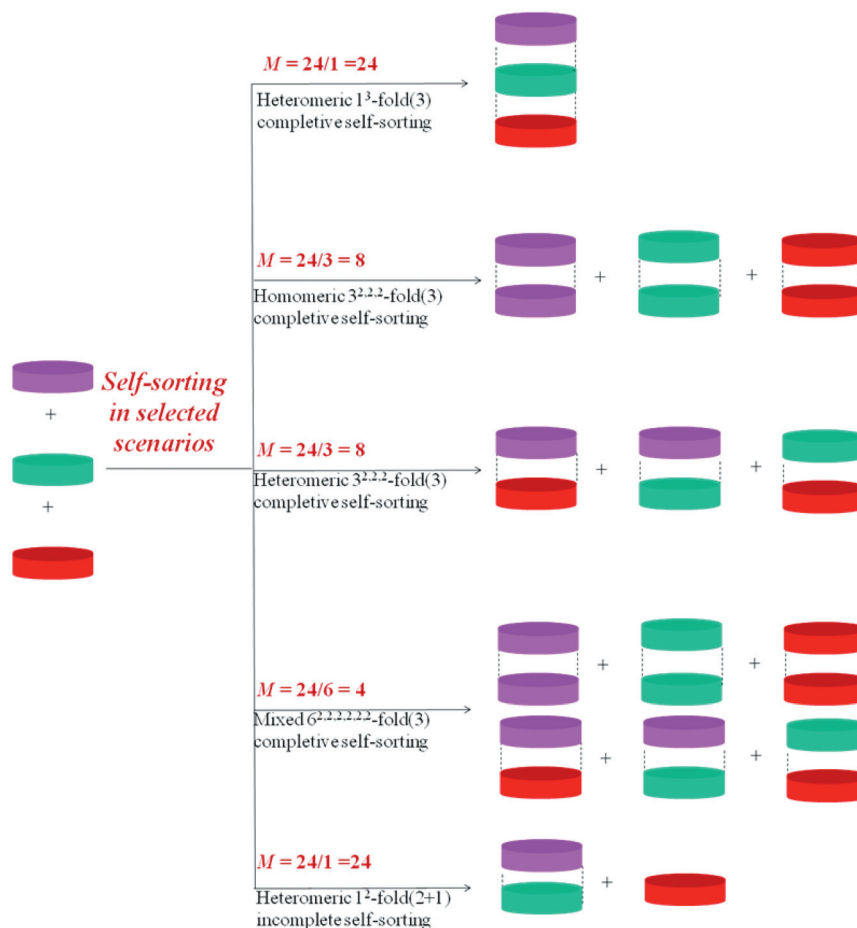 M = 24/1 =24
Heteromeric 1³-fold(3)
completive self-sorting
M = 24/3 = 8
Homomeric 3²,²,²-fold(3)
completive self-sorting
+
+
+
+
Self-sorting
in selected
scenarios
M = 24/3 = 8
Heteromeric 3²,²,²-fold(3)
completive self-sorting
+
+
M = 24/6 = 4
Mixed 6²,²,²,²,²,²-fold(3)
completive self-sorting
+
+
+
+
M = 24/1 =24
Heteromeric 1²-fold(2+1)
incomplete self-sorting
+